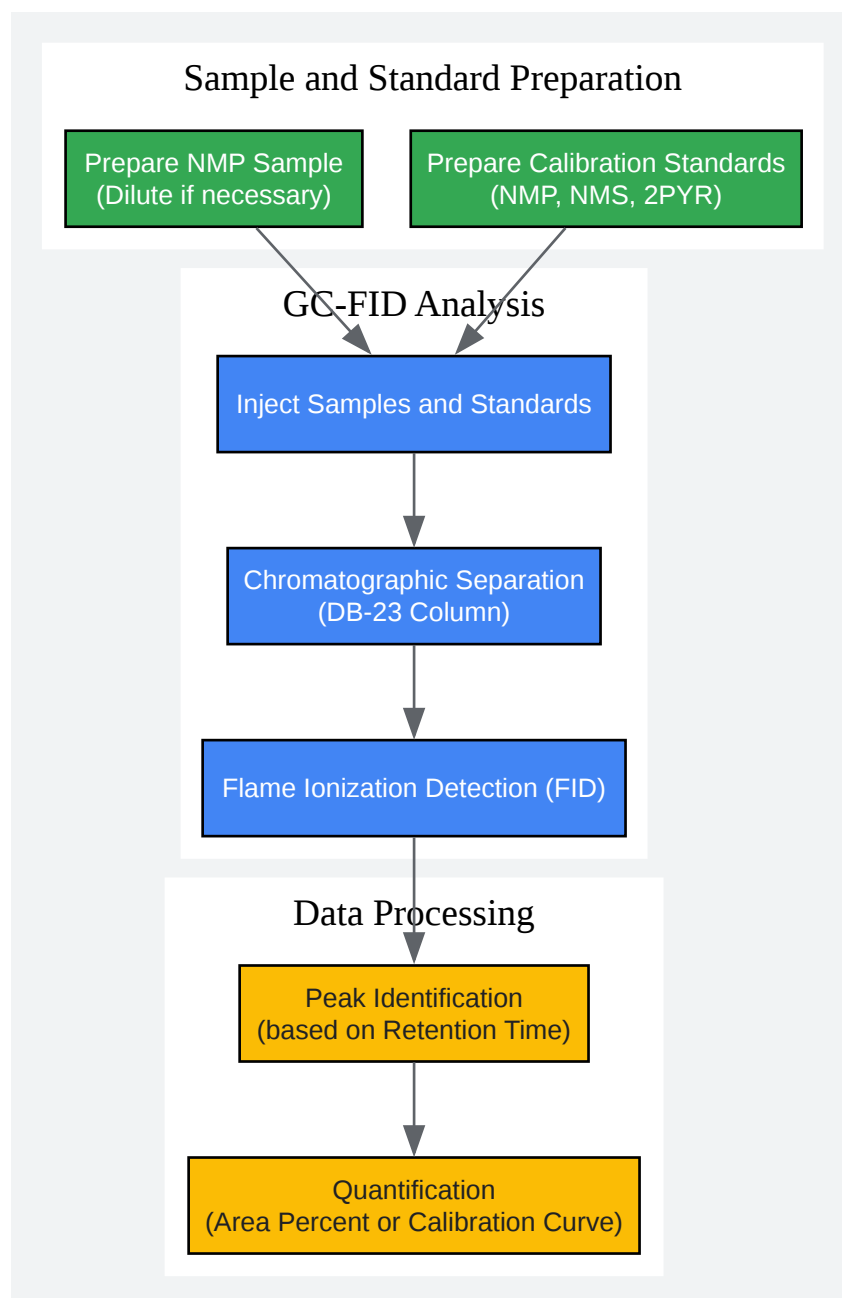 Sample and Standard Preparation
Prepare NMP Sample
(Dilute if necessary)
Prepare Calibration Standards
(NMP, NMS, 2PYR)
GC-FID Analysis
Inject Samples and Standards
Chromatographic Separation
(DB-23 Column)
Flame Ionization Detection (FID)
Data Processing
Peak Identification
(based on Retention Time)
Quantification
(Area Percent or Calibration Curve)